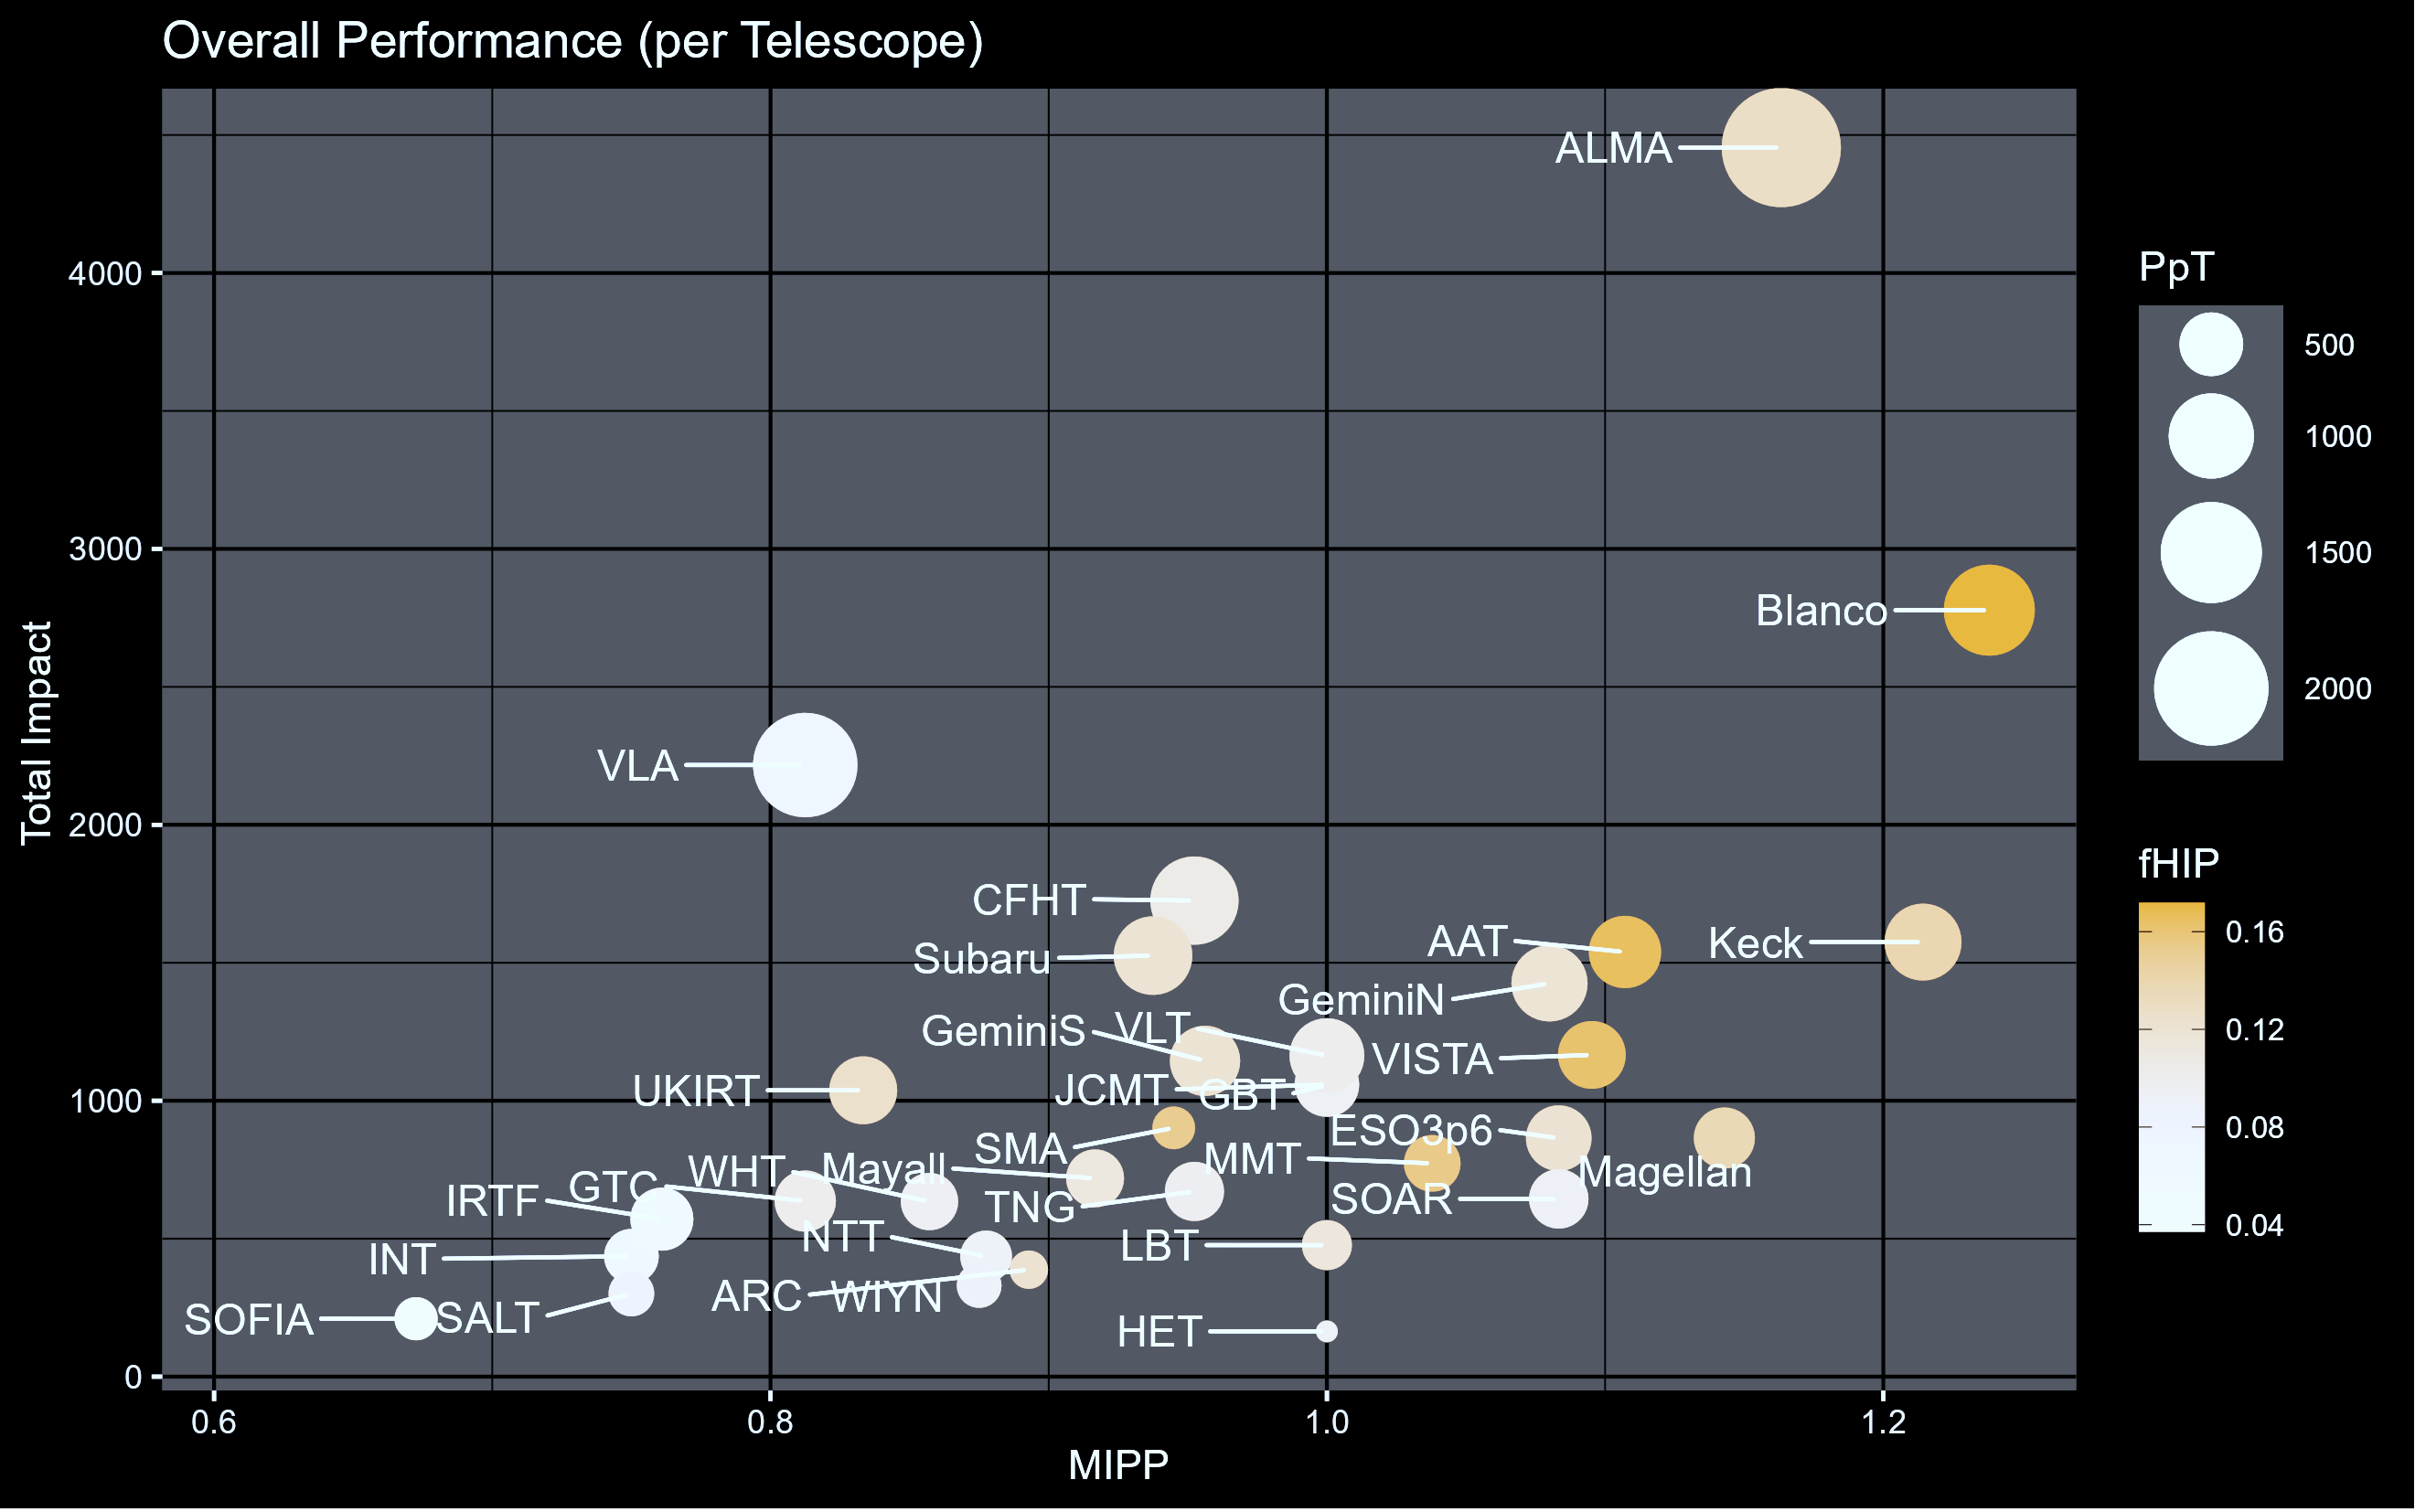 Overall Performance (per Telescope)
Total Impact
4000
3000
2000
1000
0
ALMA
Blanco
VLA
CFHT
Subaru
AAT
Keck
GeminiN
GeminiS
VLT
VISTA
UKIRT
JCMT
GBT
ESO3p6
SMA
MMT
WHT
Mayall
Magellan
GTC
IRTF
TNG
SOAR
NTT
LBT
INT
ARC
WIYN
SOFIA
SALT
HET
0.6
0.8
1.0
1.2
MIPP
PpT
500
1000
1500
2000
fHIP
0.16
0.12
0.08
0.04